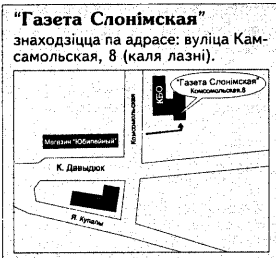 "Газета Слонімская"
знаходзіцца па адрасе: вуліца Кам-
самольская, 8 (каля лазні).
"Газета Слонімская"
Комсомольская,8
КБО
Комсомольская
Магазин "Юбилейный"
К. Давыдюк
Я. Купалы